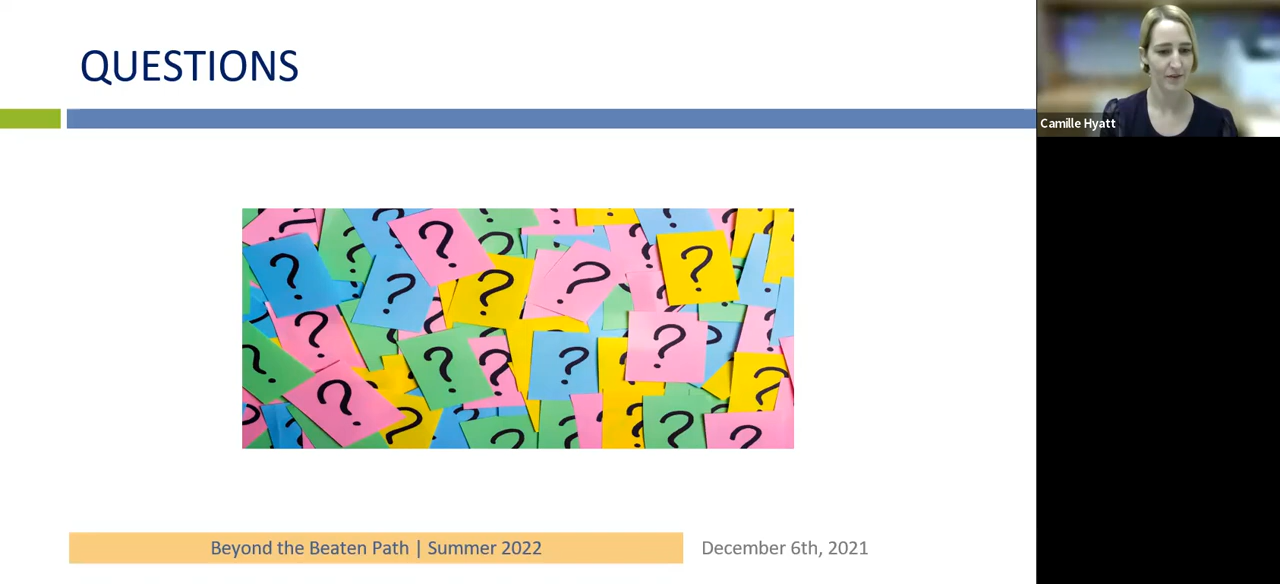 QUESTIONS
Camille Hyatt
? ? ? ? ? ? ? ? ? ? ? ? ? ? ? ? ? ? ?
Beyond the Beaten Path | Summer 2022
December 6th, 2021